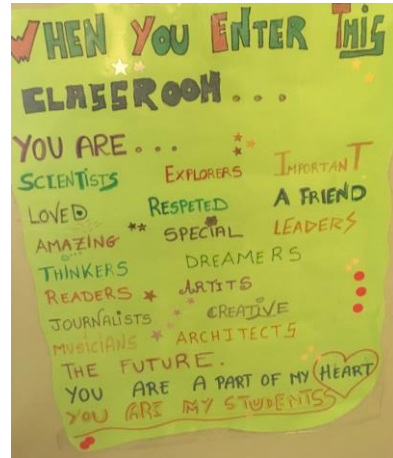 WHEN YOU ENTER THIS
CLASSROOM...
YOU ARE...
SCIENTISTS EXPLORERS IMPORTANT
LOVED RESPETED A FRIEND
AMAZING SPECIAL LEADERS
THINKERS DREAMERS
READERS ARTITS
JOURNALISTS CREATIVE
MUSICIANS ARCHITECTS
THE FUTURE.
YOU ARE A PART OF MY HEART
YOU ARE MY STUDENTSS